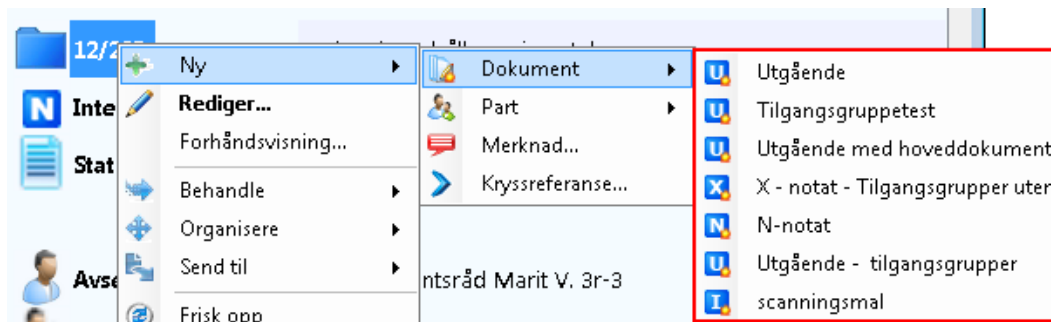 12/2
Ny
Dokument
Utgående
Inte
Rediger...
Part
Tilgangsgruppetest
Forhåndsvisning...
Merknad...
Utgående med hoveddokument
Stat
Behandle
Kryssreferanse...
X - notat - Tilgangsgrupper uten
Organisere
N-notat
Avse
Send til
ntsråd Marit V. 3r-3
Utgående - tilgangsgrupper
Frisk opp
scanningsmal